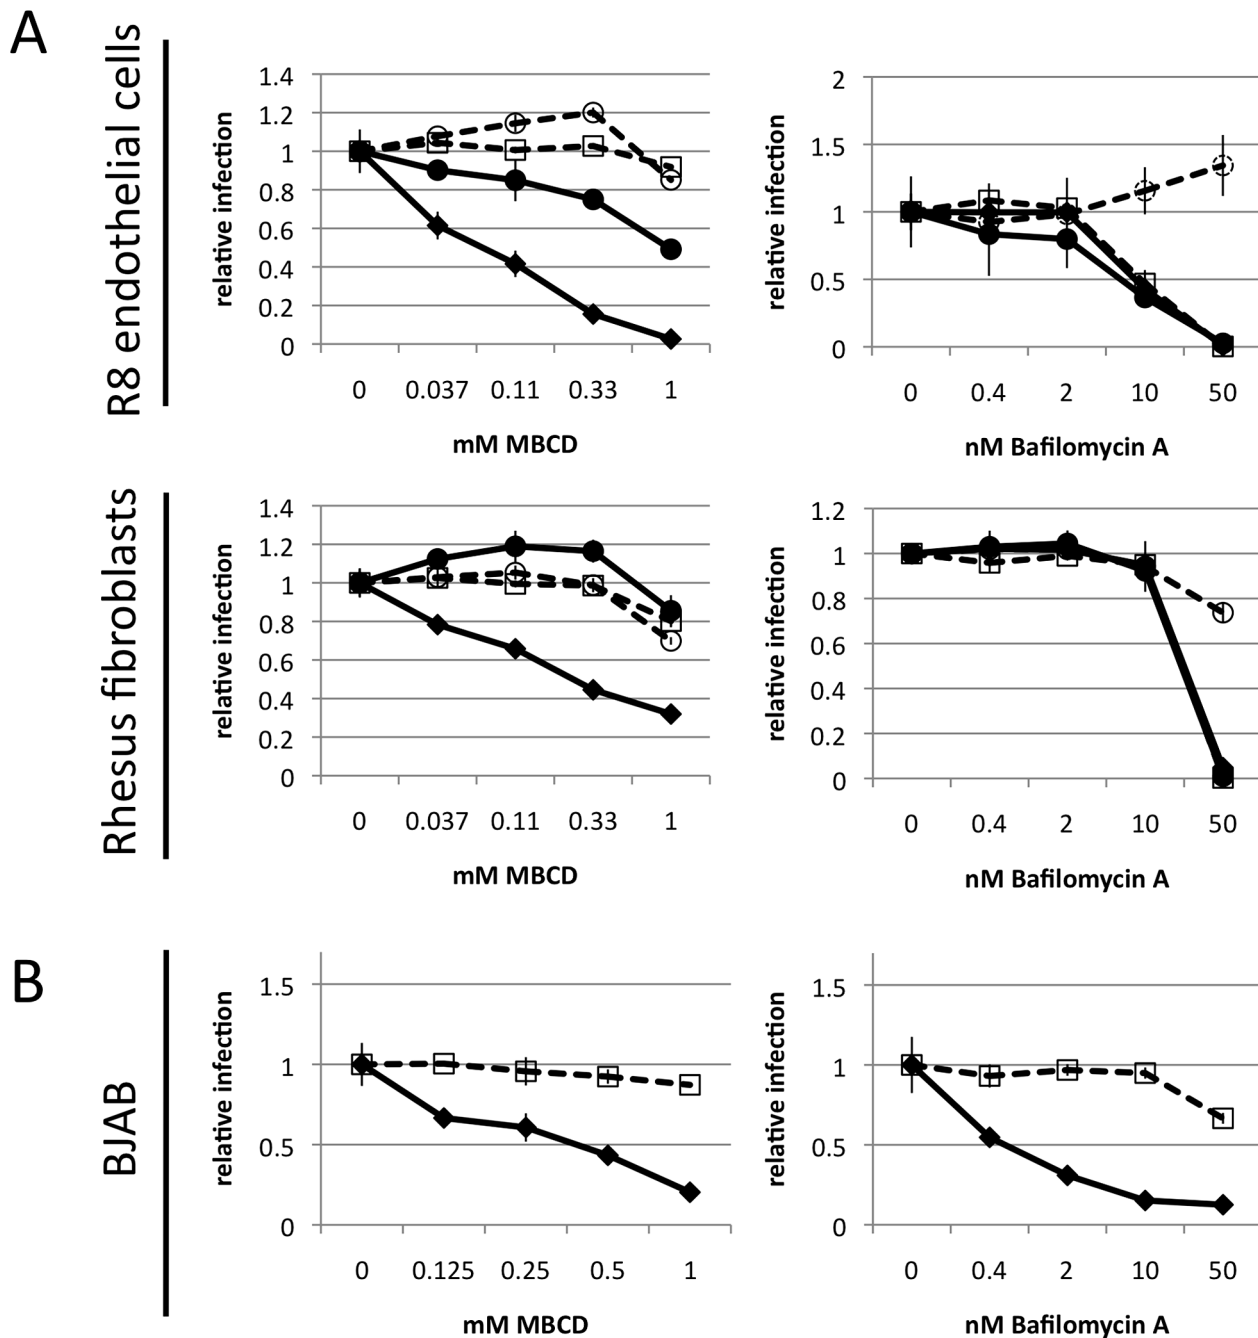 A
R8 endothelial cells
relative infection
1.4
1.2
1
0.8
0.6
0.4
0.2
0
0 0.037 0.11 0.33 1
mM MBCD
relative infection
2
1.5
1
0.5
0
0 0.4 2 10 50
nM Bafilomycin A
Rhesus fibroblasts
relative infection
1.4
1.2
1
0.8
0.6
0.4
0.2
0
0 0.037 0.11 0.33 1
mM MBCD
relative infection
1.2
1
0.8
0.6
0.4
0.2
0
0 0.4 2 10 50
nM Bafilomycin A
B
BJAB
relative infection
1.5
1
0.5
0
0 0.125 0.25 0.5 1
mM MBCD
relative infection
1.5
1
0.5
0
0 0.4 2 10 50
nM Bafilomycin A